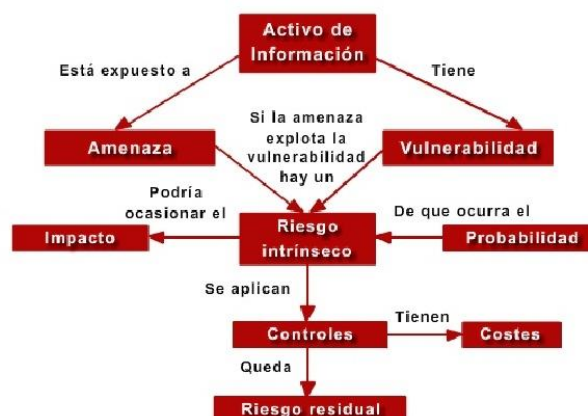 Activo de
Información
Está expuesto a
Tiene
Amenaza
Si la amenaza
explota la
vulnerabilidad
hay un
Vulnerabilidad
Podría
ocasionar el
De que ocurra el
Impacto
Riesgo
intrínseco
Probabilidad
Se aplican
Controles
Tienen
Costes
Queda
Riesgo residual